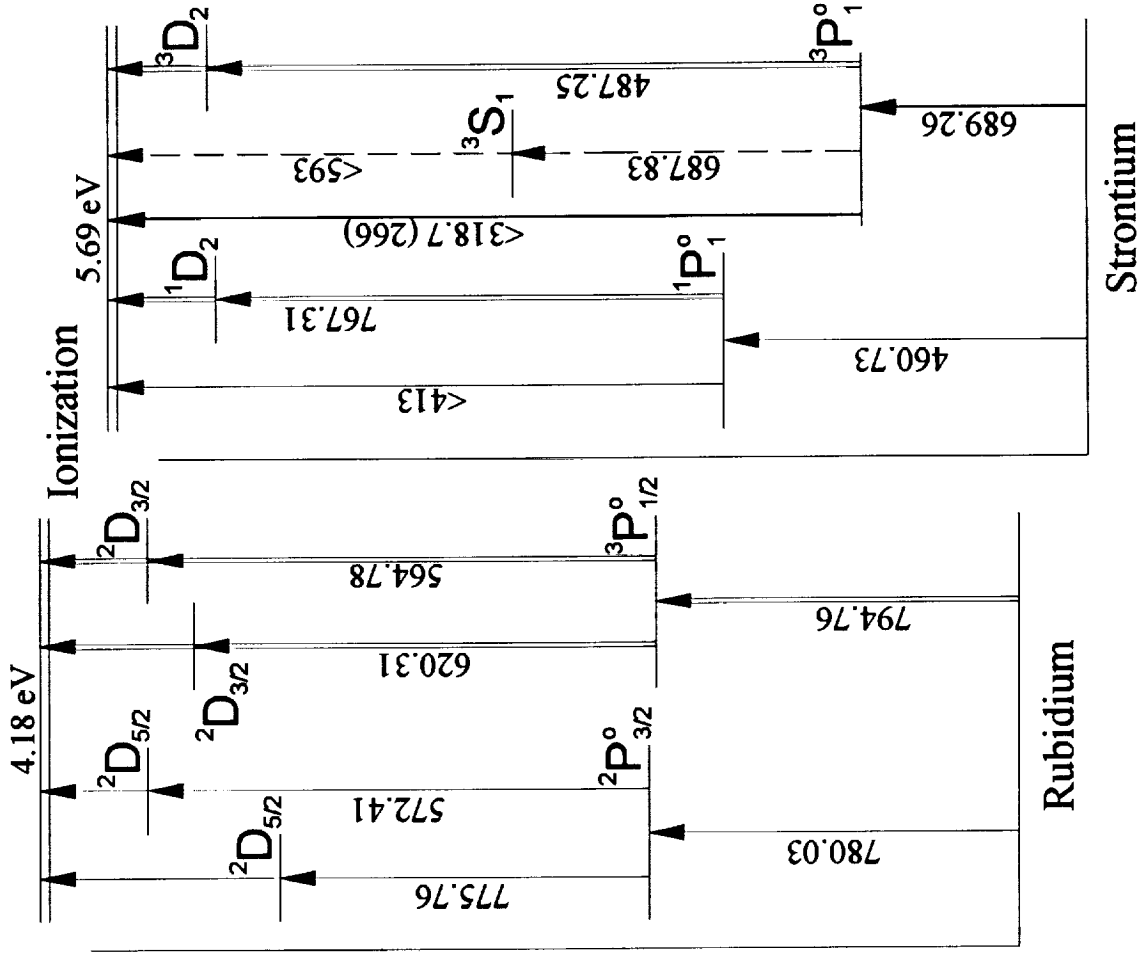 Ionization
4.18 eV
²D₅/₂
²D₅/₂
²D₃/₂
²D₃/₂
775.76
572.41
620.31
564.78
²P°₃/₂
³P°₁/₂
780.03
794.76
Rubidium
5.69 eV
¹D₂
³S₁
³D₂
<413
767.31
<318.7 (266)
<593
687.83
487.25
¹P°₁
³P°₁
460.73
689.26
Strontium